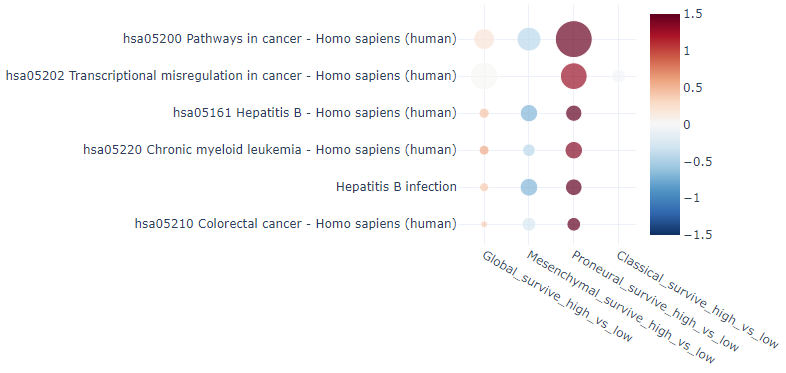 hsa05200 Pathways in cancer - Homo sapiens (human)
hsa05202 Transcriptional misregulation in cancer - Homo sapiens (human)
hsa05161 Hepatitis B - Homo sapiens (human)
hsa05220 Chronic myeloid leukemia - Homo sapiens (human)
Hepatitis B infection
hsa05210 Colorectal cancer - Homo sapiens (human)
Global_survive_high_vs_low
Mesenchymal_survive_high_vs_low
Proneural_survive_high_vs_low
Classical_survive_high_vs_low
1.5
1
0.5
0
−0.5
−1
−1.5